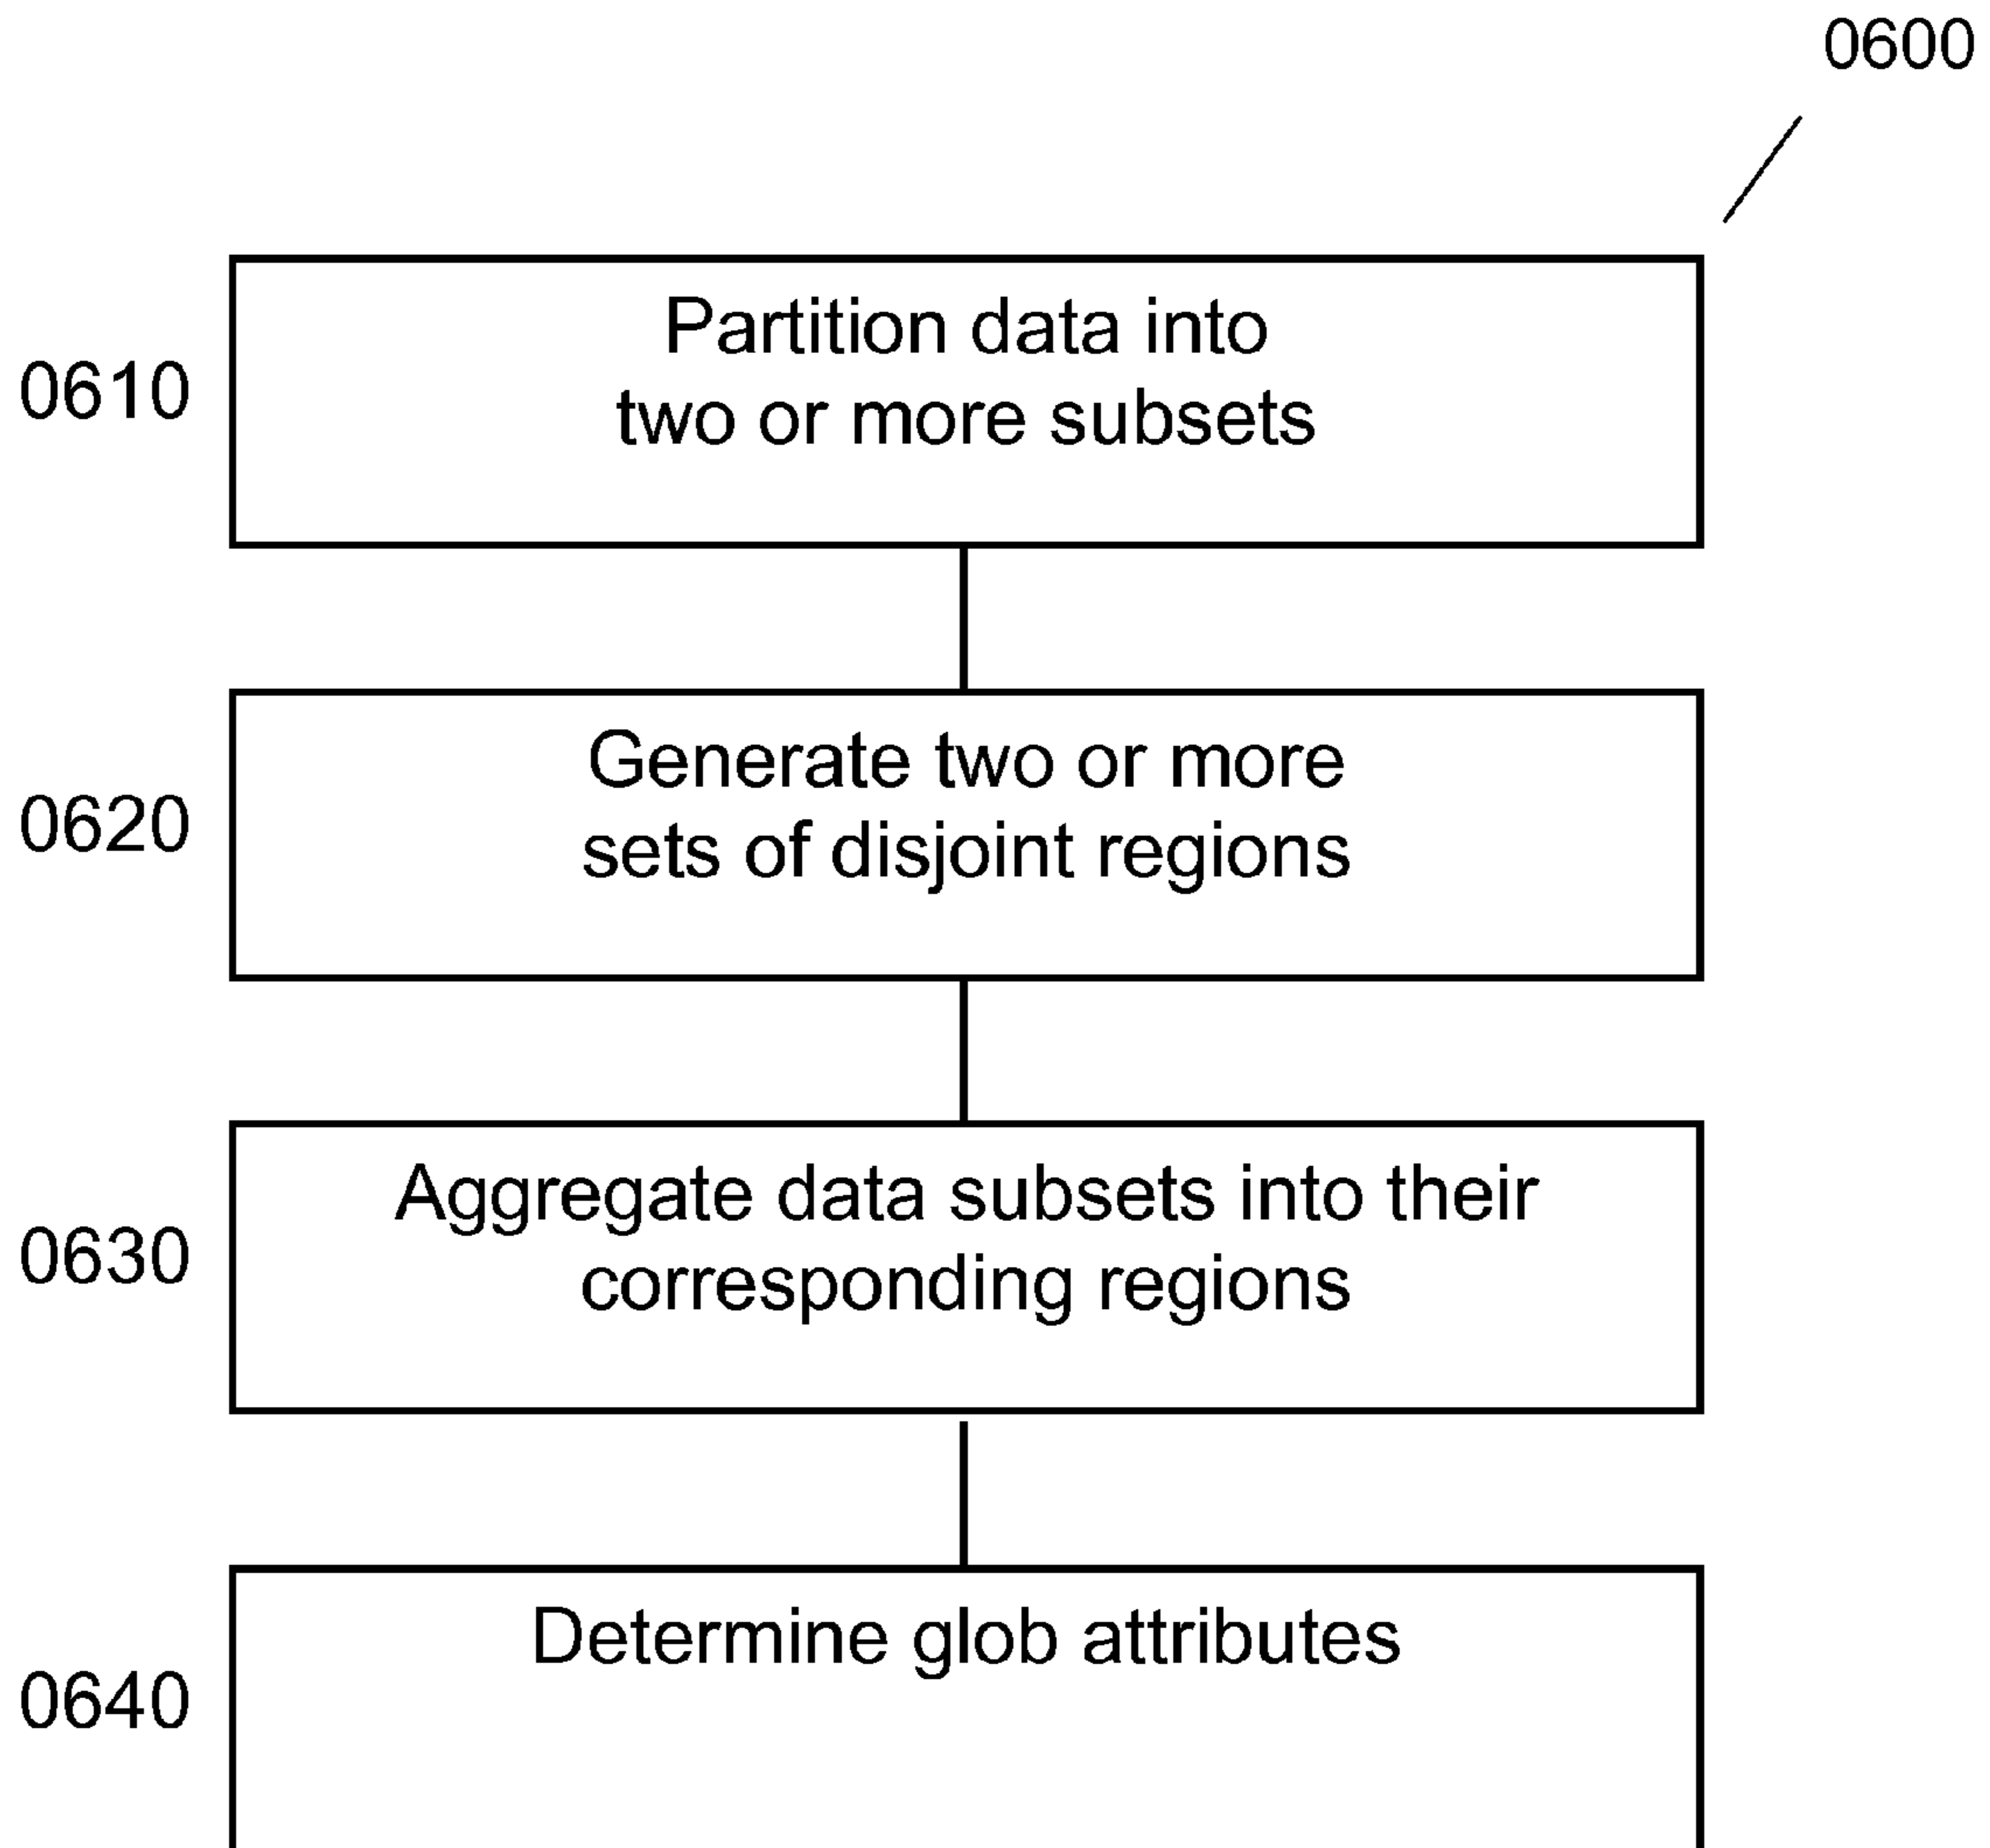 0600
0610
Partition data into
two or more subsets
0620
Generate two or more
sets of disjoint regions
0630
Aggregate data subsets into their
corresponding regions
0640
Determine glob attributes